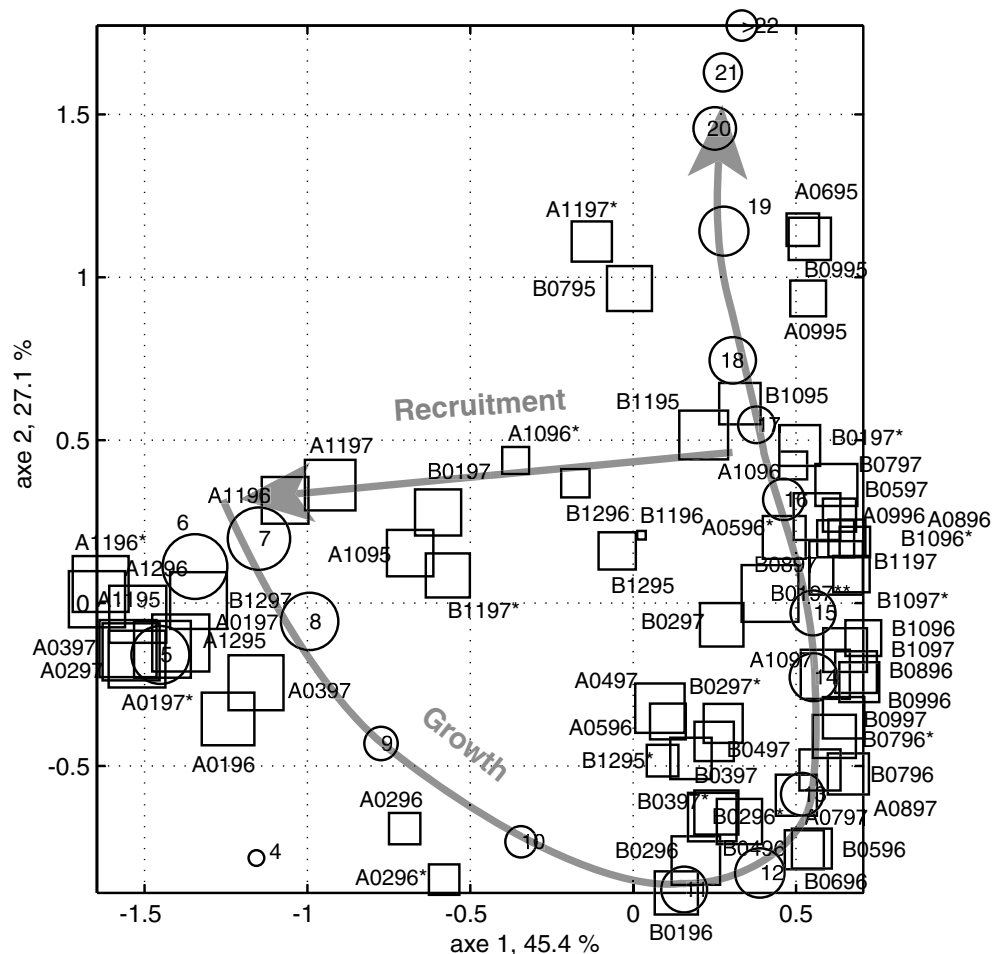 >22
21
1.5
20
A0695
19
A1197*
B0995
1
B0795
A0995
18
Recruitment
B1095
B1195
17
0.5
A1197
A1096*
B0197*
B0197
A1096
B0797
A1196
B0597
16
6
B1296
B1196
A0996
A0896
A0596*
B1096*
7
A1196*
A1095
A1296
B0897
B1197
B1295
B0197**
0
A1195
B1297
B1197*
B1097*
A0197
8
B0297
15
B1096
A0397
A1295
B1097
5
A1097
B0896
A0297
14
A0197*
A0397
A0497
B0297*
B0996
Growth
A0596
B0997
9
B0796*
A0196
B1295*
B0497
-0.5
B0397
B0796
13
A0296
B0397*
B0296*
A0797
A0897
10
4
B0296
B0496
B0596
A0296*
12
B0696
11
B0196
-1.5
-1
-0.5
0
0.5
axe 1, 45.4 %
axe 2, 27.1 %